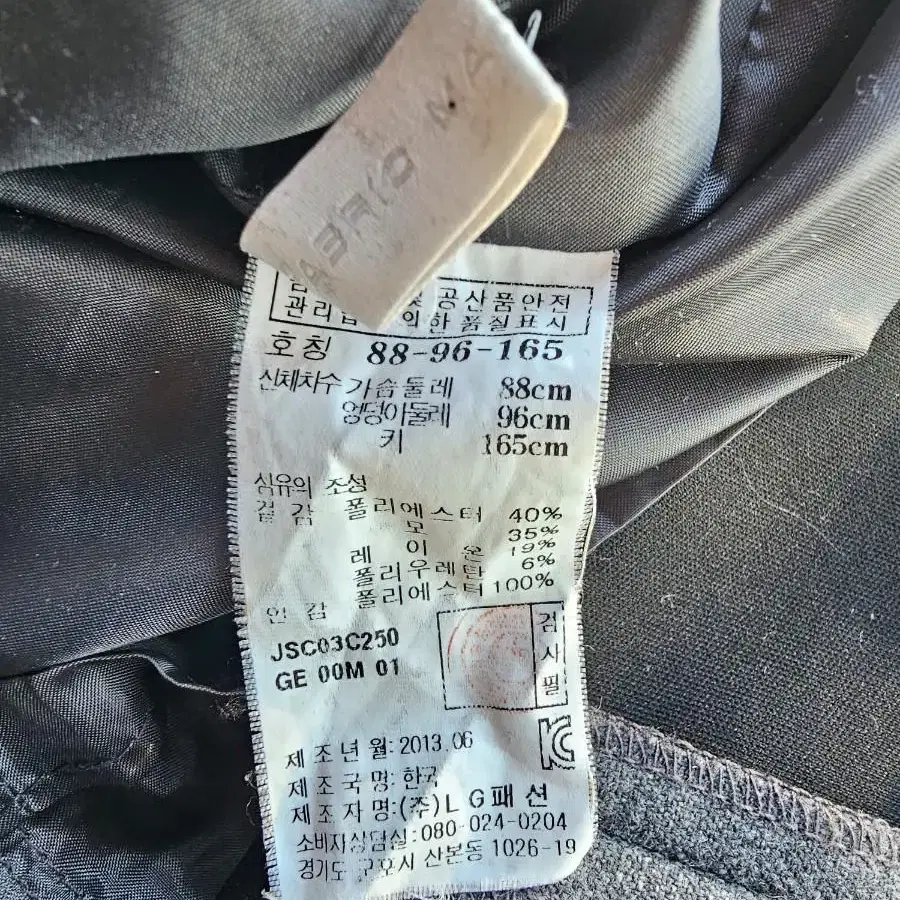 ABRIC MA
공산품안전
관리 의한 품질표시
호칭 88-96-165
신체치수 가슴둘레 88cm
엉덩이둘레 96cm
키 165cm
섬유의 조성
겉감 폴리에스터 40%
모 35%
레이온 19%
폴리우레탄 6%
안감 폴리에스터 100%
JSC03C250
GE 00M 01
검사필
제조년월: 2013.06
제조국명: 한국
제조자명: (주)LG패션
소비자상담실: 080-024-0204
경기도 군포시 산본동 1026-19